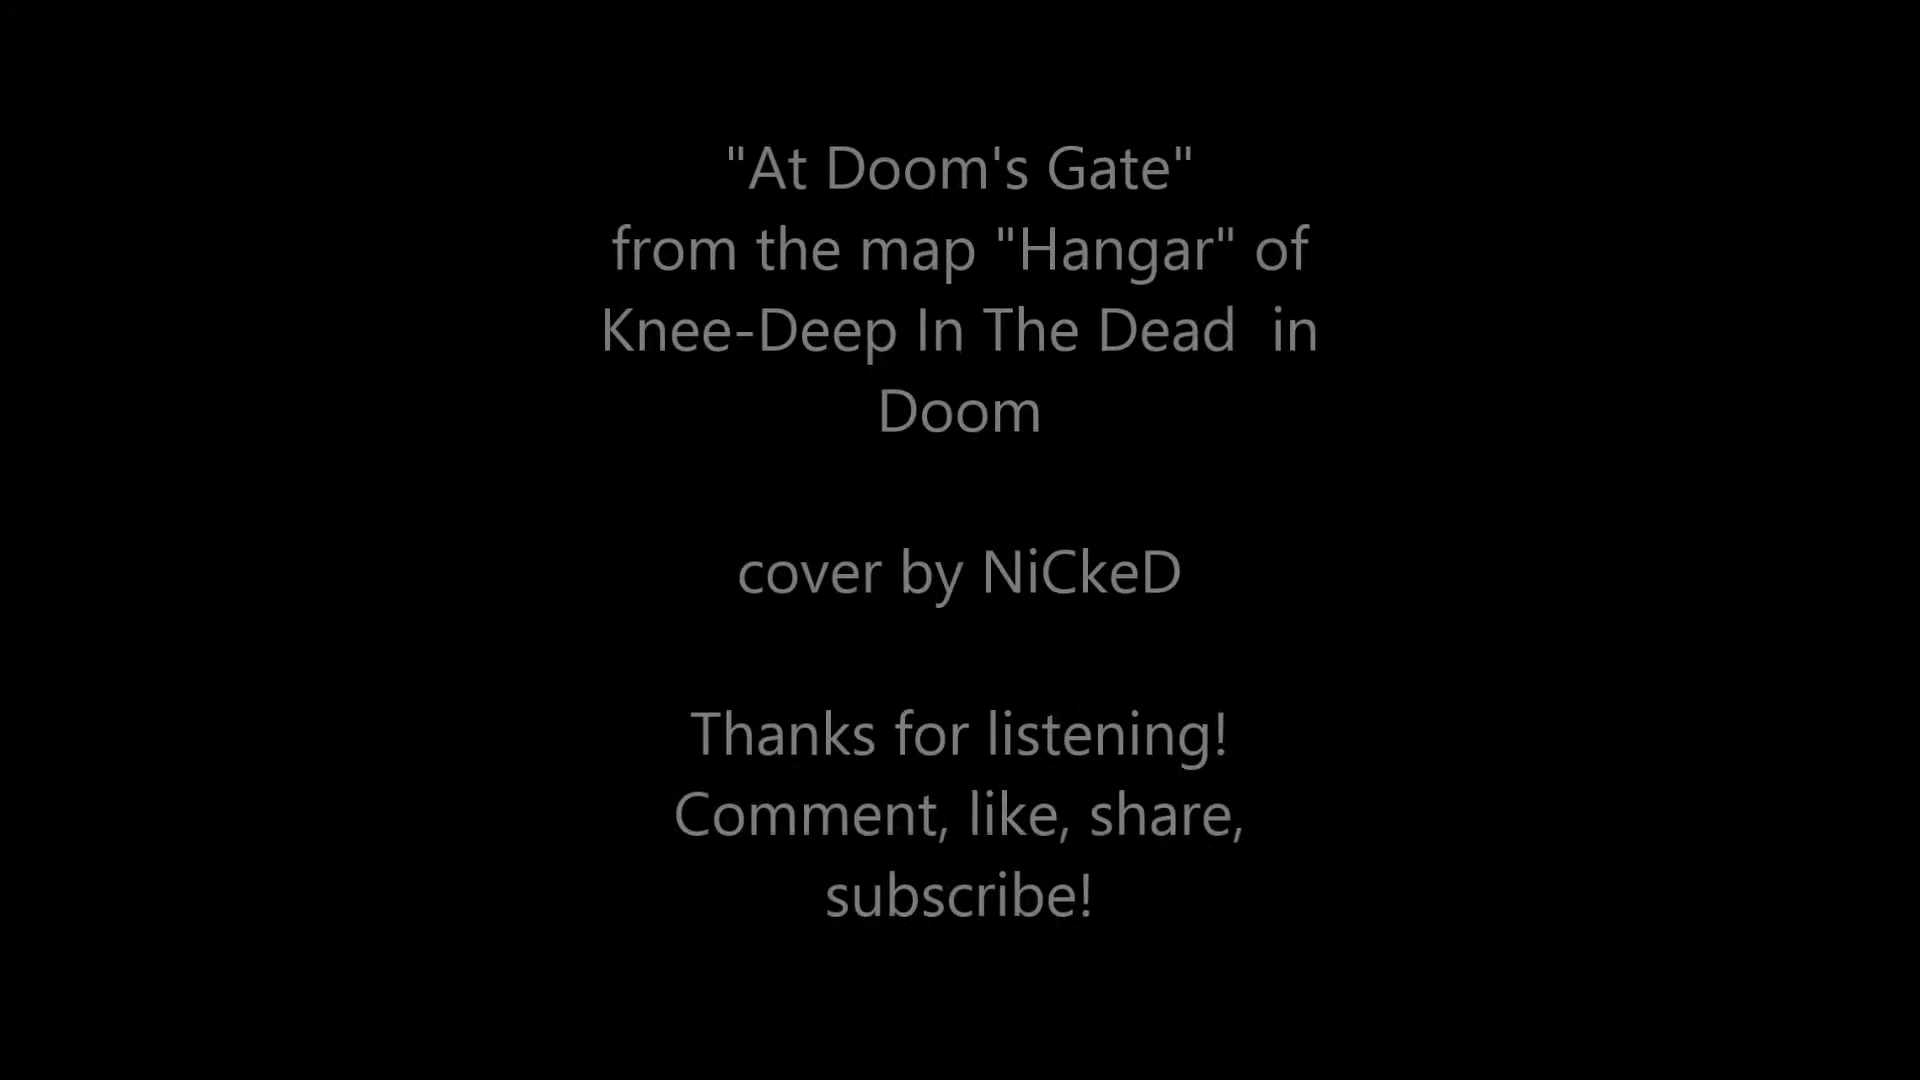 "At Doom's Gate"
from the map "Hangar" of
Knee-Deep In The Dead  in
Doom
cover by NiCkeD
Thanks for listening!
Comment, like, share,
subscribe!